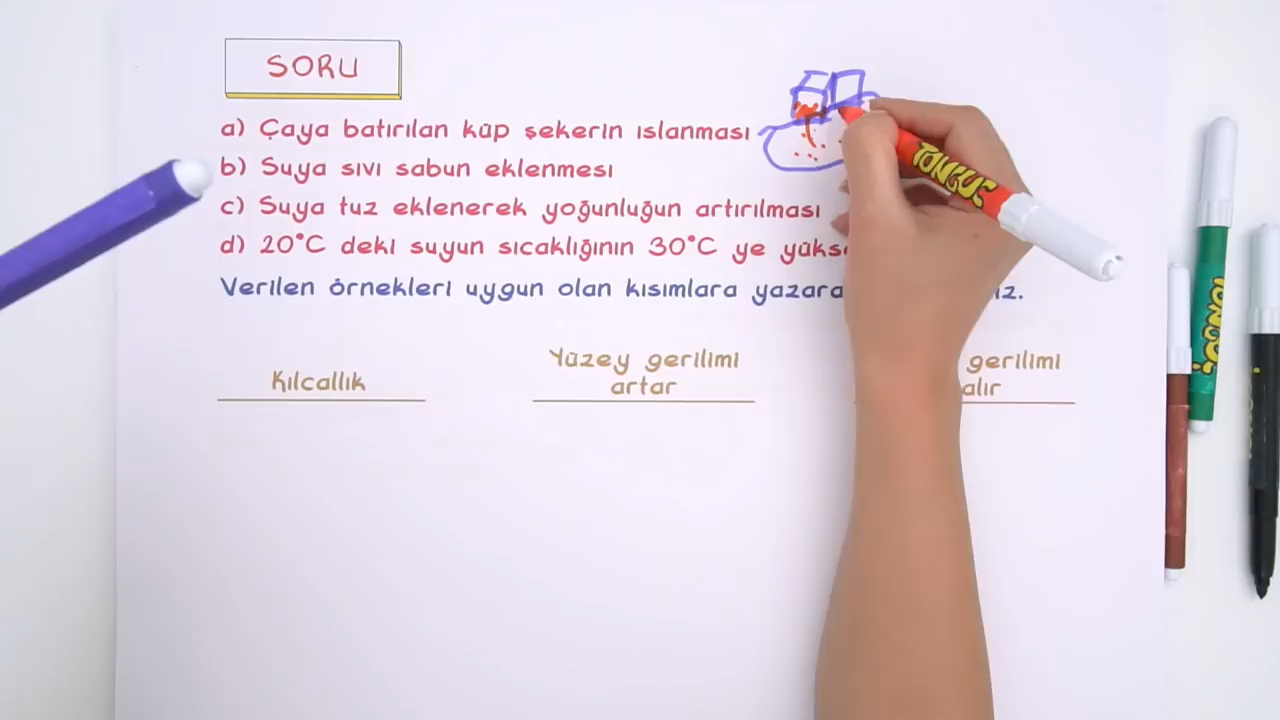 SORU
a) Çaya batırılan küp şekerin ıslanması
b) Suya sıvı sabun eklenmesi
c) Suya tuz eklenerek yoğunluğun artırılması
d) 20°C deki suyun sıcaklığının 30°C ye
Verilen örnekleri uygun olan kısımlara
Kılcallık
Yüzey gerilimi
artar
gerilimi
TONGUÇ
TONGUÇ